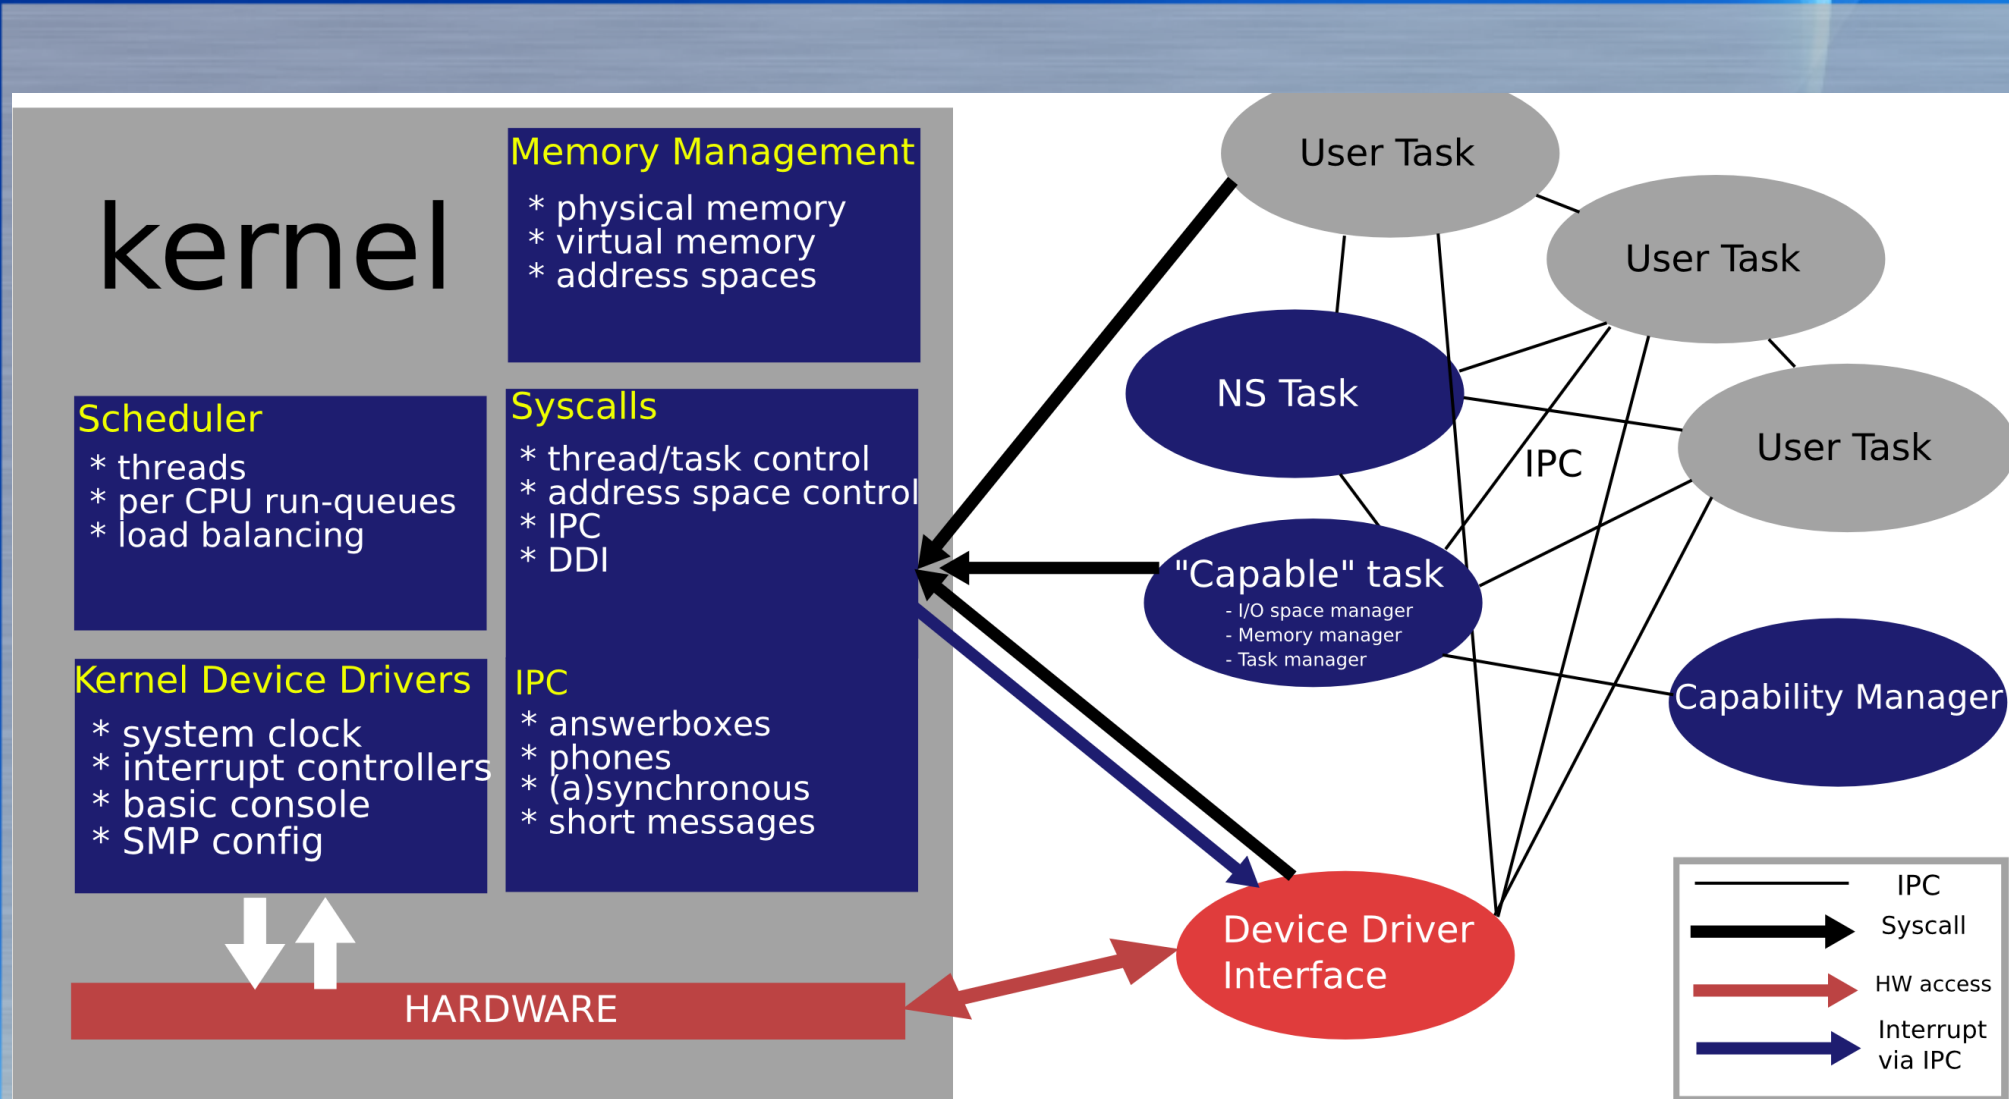 kernel
Memory Management
* physical memory
* virtual memory
* address spaces
Scheduler
* threads
* per CPU run-queues
* load balancing
Syscalls
* thread/task control
* address space control
* IPC
* DDI
Kernel Device Drivers
* system clock
* interrupt controllers
* basic console
* SMP config
IPC
* answerboxes
* phones
* (a)synchronous
* short messages
HARDWARE
User Task
User Task
NS Task
User Task
IPC
"Capable" task
- I/O space manager
- Memory manager
- Task manager
Capability Manager
Device Driver
Interface
IPC
Syscall
HW access
Interrupt
via IPC